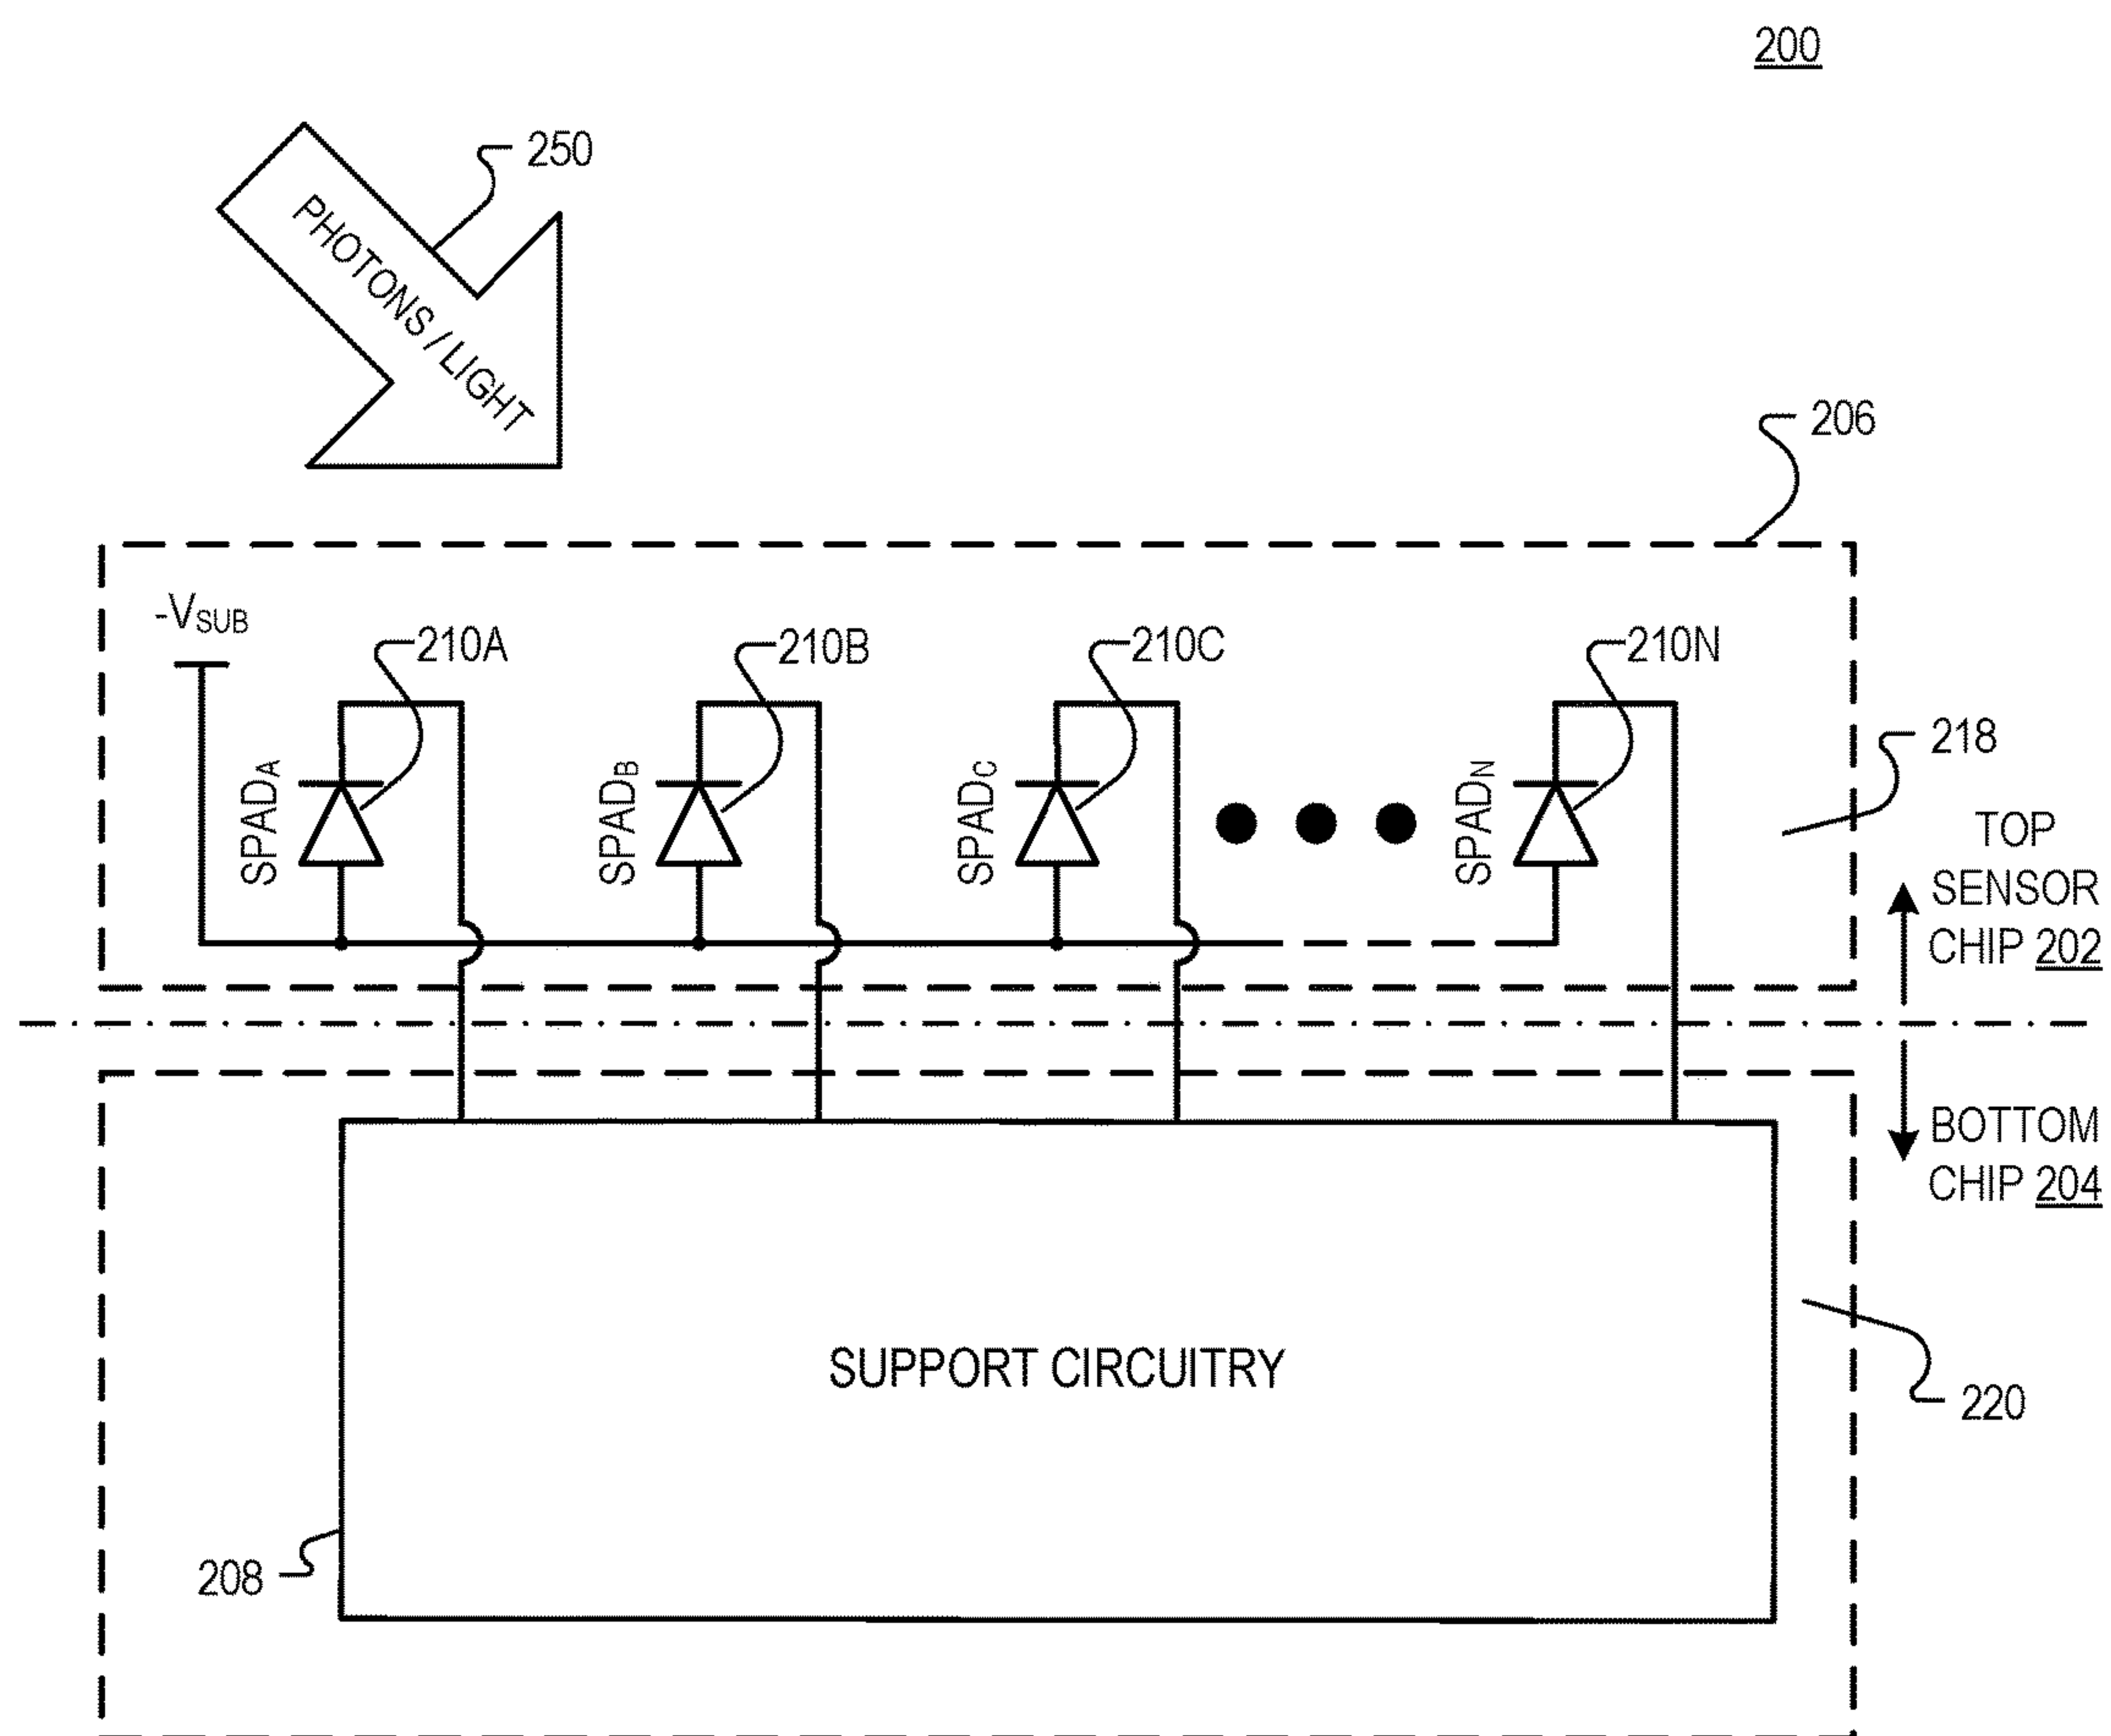 200
250
PHOTONS / LIGHT
206
-VSUB
210A
210B
210C
210N
218
SPADA
SPADB
SPADC
SPADN
TOP
SENSOR
CHIP 202
BOTTOM
CHIP 204
SUPPORT CIRCUITRY
220
208